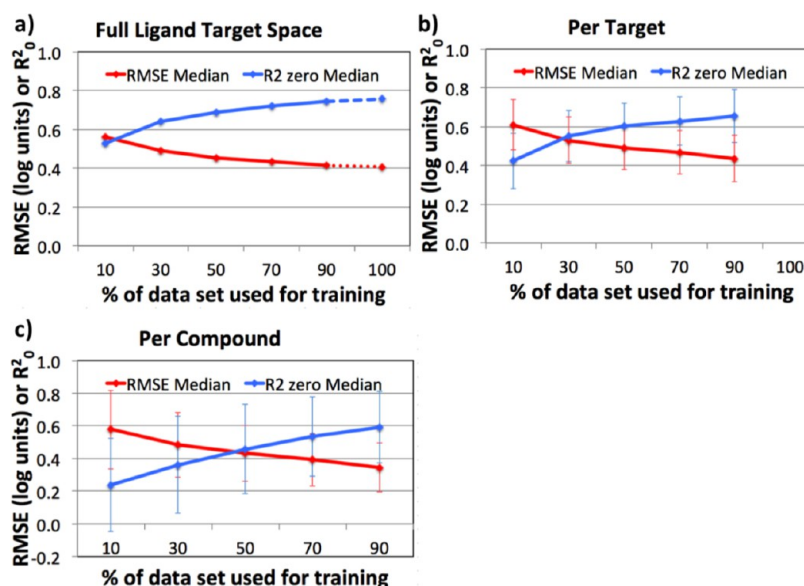 a)
Full Ligand Target Space
RMSE Median R2 zero Median
RMSE (log units) or R²₀
1.0
0.8
0.6
0.4
0.2
0.0
10 30 50 70 90 100
% of data set used for training
b)
Per Target
RMSE Median R2 zero Median
RMSE (log units) or R²₀
1.0
0.8
0.6
0.4
0.2
0.0
10 30 50 70 90 100
% of data set used for training
c)
Per Compound
RMSE Median R2 zero Median
RMSE (log units) or R²₀
1.0
0.8
0.6
0.4
0.2
0.0
-0.2
10 30 50 70 90
% of data set used for training